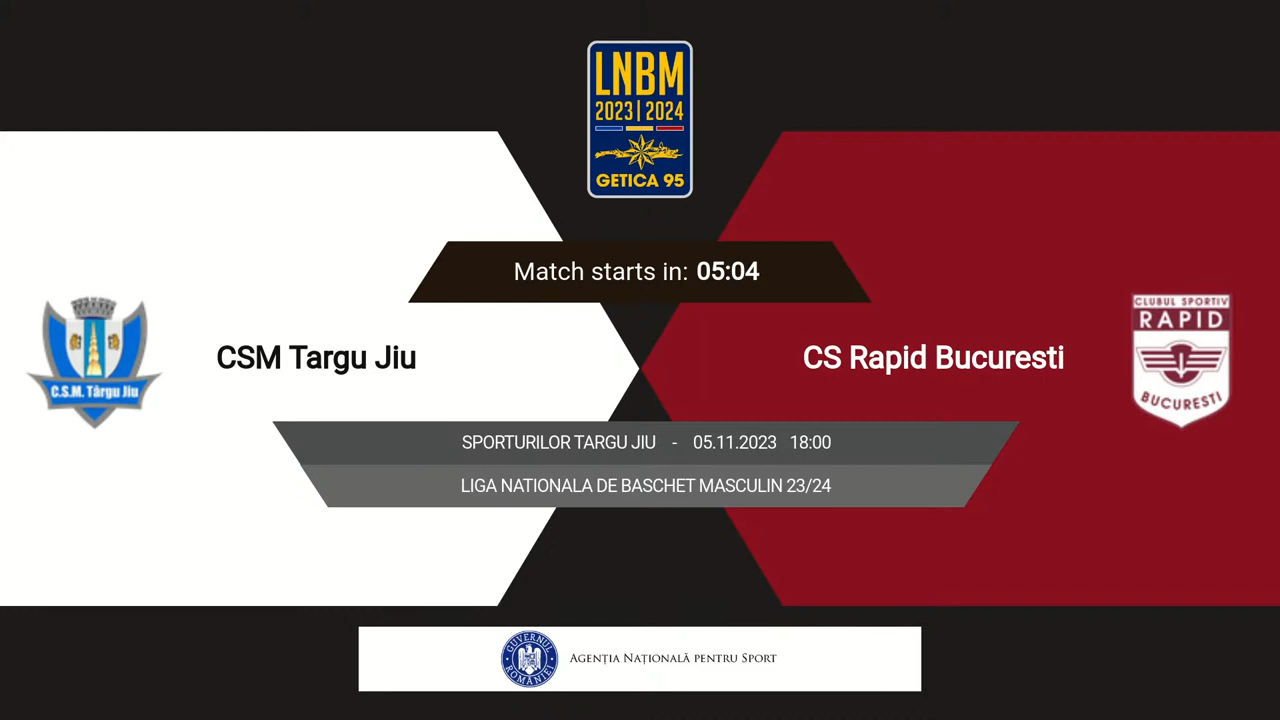 LNBM
2023|2024
GETICA 95
Match starts in: 05:04
C.S.M. Târgu Jiu
CSM Targu Jiu
CS Rapid Bucuresti
CLUBUL SPORTIV
RAPID
BUCUREȘTI
SPORTURILOR TARGU JIU - 05.11.2023 18:00
LIGA NATIONALA DE BASCHET MASCULIN 23/24
GUVERNUL ROMÂNIEI
AGENȚIA NAȚIONALĂ PENTRU SPORT